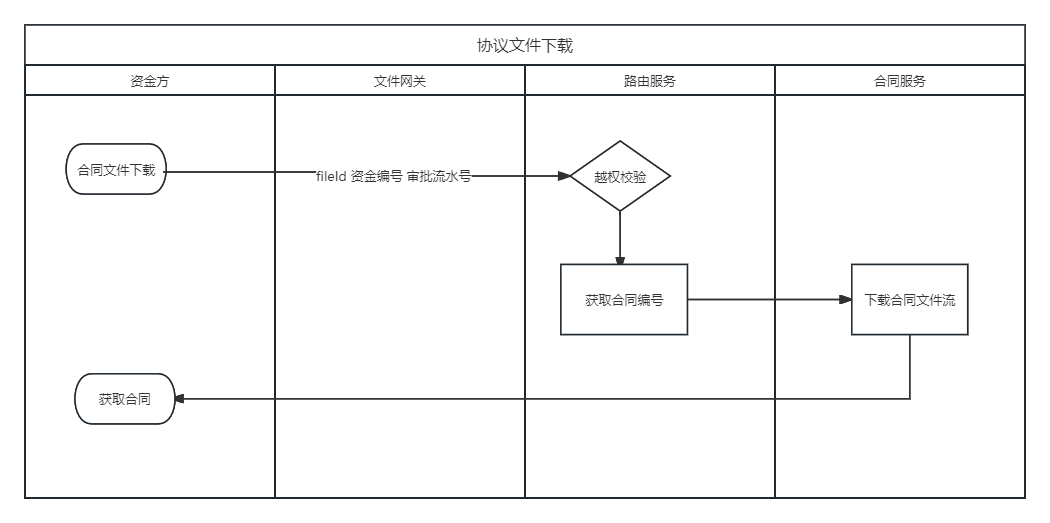 协议文件下载
资金方
文件网关
路由服务
合同服务
合同文件下载
fileId 资金编号 审批流水号
越权校验
获取合同编号
下载合同文件流
获取合同